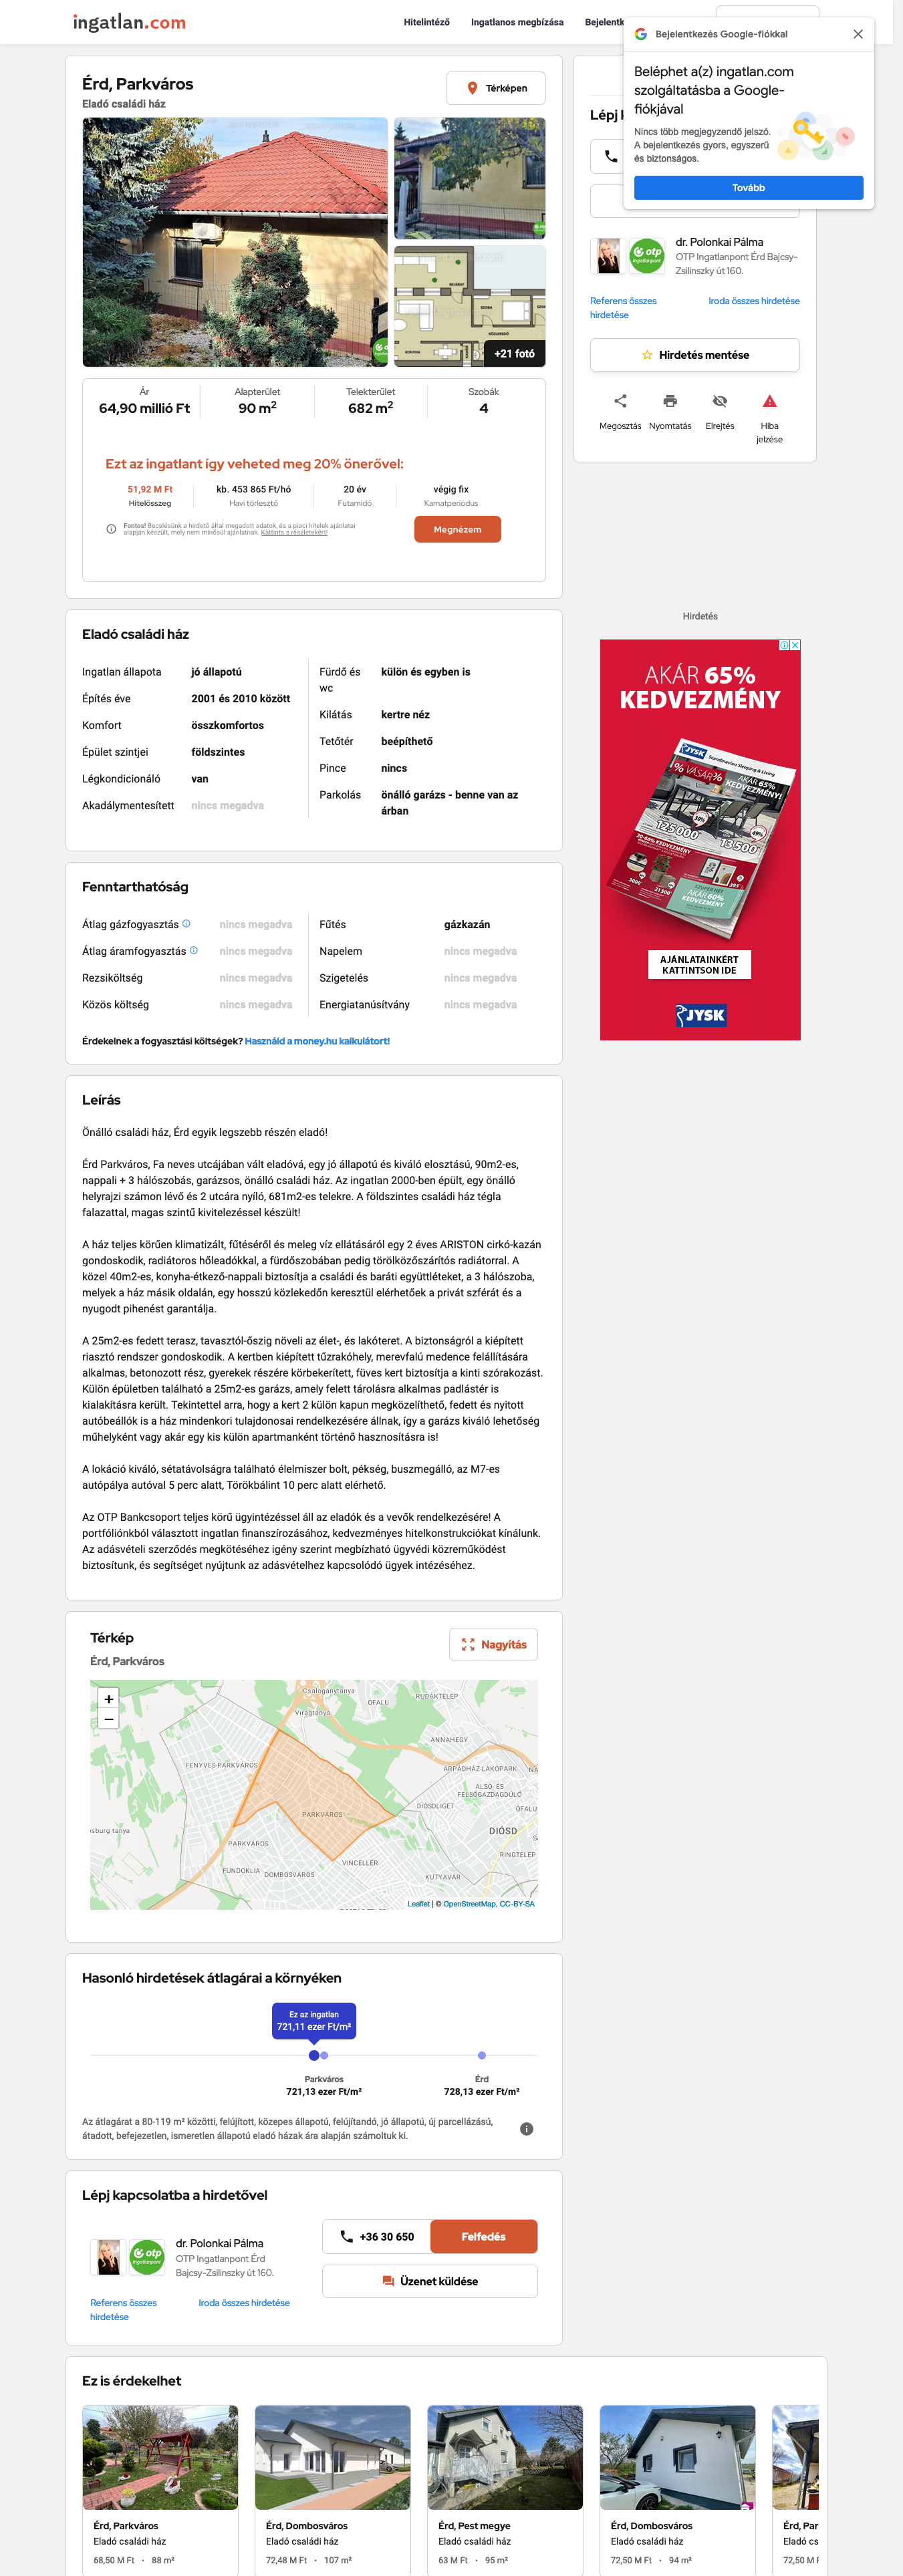 ingatlan.com
Hitelintéző
Ingatlanos megbízása
Bejelentk
Bejelentkezés Google-fiókkal
Beléphet a(z) ingatlan.com
szolgáltatásba a Google-
fiókjával
Nincs több megjegyzendő jelszó.
A bejelentkezés gyors, egyszerű
és biztonságos.
Tovább
Érd, Parkváros
Eladó családi ház
Térképen
+21 fotó
Lépj
dr. Polonkai Pálma
OTP Ingatlanpont Érd Bajcsy-
Zsilinszky út 160.
Referens összes
hirdetése
Iroda összes hirdetése
Hirdetés mentése
Megosztás
Nyomtatás
Elrejtés
Hiba
jelzése
Ár
64,90 millió Ft
Alapterület
90 m2
Telekterület
682 m2
Szobák
4
Ezt az ingatlant így veheted meg 20% önerővel:
51,92 M Ft
Hitelösszeg
kb. 453 865 Ft/hó
Havi törlesztő
20 év
Futamidő
végig fix
Kamatperiódus
Fontos! Becslésünk a hirdető által megadott adatok, és a piaci hitelek ajánlatai
alapján készült, mely nem minősül ajánlatnak. Kattints a részletekért!
Megnézem
Eladó családi ház
Ingatlan állapota jó állapotú
Építés éve 2001 és 2010 között
Komfort összkomfortos
Épület szintjei földszintes
Légkondicionáló van
Akadálymentesített nincs megadva
Fürdő és
wc
külön és egyben is
Kilátás kertre néz
Tetőtér beépíthető
Pince nincs
Parkolás önálló garázs - benne van az
árban
Hirdetés
AKÁR 65%
KEDVEZMÉNY
JYSK
Scandinavian Sleeping & Living
AJÁNLATAINKÉRT
KATTINTSON IDE
JYSK
Fenntarthatóság
Átlag gázfogyasztás nincs megadva
Átlag áramfogyasztás nincs megadva
Rezsiköltség nincs megadva
Közös költség nincs megadva
Fűtés gázkazán
Napelem nincs megadva
Szigetelés nincs megadva
Energiatanúsítvány nincs megadva
Érdekelnek a fogyasztási költségek? Használd a money.hu kalkulátort!
Leírás
Önálló családi ház, Érd egyik legszebb részén eladó!
Érd Parkváros, Fa neves utcájában vált eladóvá, egy jó állapotú és kiváló elosztású, 90m2-es,
nappali + 3 hálószobás, garázsos, önálló családi ház. Az ingatlan 2000-ben épült, egy önálló
helyrajzi számon lévő és 2 utcára nyíló, 681m2-es telekre. A földszintes családi ház tégla
falazattal, magas szintű kivitelezéssel készült!
A ház teljes körűen klimatizált, fűtéséről és meleg víz ellátásáról egy 2 éves ARISTON cirkó-kazán
gondoskodik, radiátoros hőleadókkal, a fürdőszobában pedig törölközőszárítós radiátorral. A
közel 40m2-es, konyha-étkező-nappali biztosítja a családi és baráti együttléteket, a 3 hálószoba,
melyek a ház másik oldalán, egy hosszú közlekedőn keresztül elérhetőek a privát szférát és a
nyugodt pihenést garantálja.
A 25m2-es fedett terasz, tavasztól-őszig növeli az élet-, és lakóteret. A biztonságról a kiépített
riasztó rendszer gondoskodik. A kertben kiépített tűzrakóhely, merevfalú medence felállítására
alkalmas, betonozott rész, gyerekek részére körbekerített, füves kert biztosítja a kinti szórakozást.
Külön épületben található a 25m2-es garázs, amely felett tárolásra alkalmas padlástér is
kialakításra került. Tekintettel arra, hogy a kert 2 külön kapun megközelíthető, fedett és nyitott
autóbeállók is a ház mindenkori tulajdonosai rendelkezésére állnak, így a garázs kiváló lehetőség
műhelyként vagy akár egy kis külön apartmanként történő hasznosításra is!
A lokáció kiváló, sétatávolságra található élelmiszer bolt, pékség, buszmegálló, az M7-es
autópálya autóval 5 perc alatt, Törökbálint 10 perc alatt elérhető.
Az OTP Bankcsoport teljes körű ügyintézéssel áll az eladók és a vevők rendelkezésére! A
portfóliónkból választott ingatlan finanszírozásához, kedvezményes hitelkonstrukciókat kínálunk.
Az adásvételi szerződés megkötéséhez igény szerint megbízható ügyvédi közreműködést
biztosítunk, és segítséget nyújtunk az adásvételhez kapcsolódó ügyek intézéséhez.
Térkép
Érd, Parkváros
Nagyítás
+
−
Csalogánytanya
ÓFALU
RUDÁKTELEP
Viragtánya
ANNAHEGY
FENYVES-PARKVÁROS
ÁRPÁDHÁZ-LAKÓPARK
ALSÓ- ÉS
FELSŐGAZDAGDŰLŐ
DIÓSDLIGET
ÓFALU
PARKVÁROS
DIÓSD
PARKVÁROS
RINGTELEP
VINCELLÉR
FUNDOKLIA
DOMBOSVÁROS
KUTYAVÁR
Leaflet | © OpenStreetMap, CC-BY-SA
Hasonló hirdetések átlagárai a környéken
Ez az ingatlan
721,11 ezer Ft/m²
Parkváros
721,13 ezer Ft/m²
Érd
728,13 ezer Ft/m²
Az átlagárat a 80-119 m² közötti, felújított, közepes állapotú, felújítandó, jó állapotú, új parcellázású,
átadott, befejezetlen, ismeretlen állapotú eladó házak ára alapján számoltuk ki.
Lépj kapcsolatba a hirdetővel
dr. Polonkai Pálma
OTP Ingatlanpont Érd
Bajcsy-Zsilinszky út 160.
Referens összes
hirdetése
Iroda összes hirdetése
+36 30 650
Felfedés
Üzenet küldése
Ez is érdekelhet
Érd, Parkváros
Eladó családi ház
68,50 M Ft · 88 m²
Érd, Dombosváros
Eladó családi ház
72,48 M Ft · 107 m²
Érd, Pest megye
Eladó családi ház
63 M Ft · 95 m²
Érd, Dombosváros
Eladó családi ház
72,50 M Ft · 94 m²
Érd, Par
Eladó cs
72,50 M F